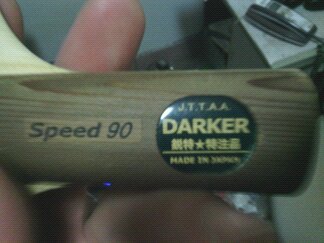 Speed 90
J.T.T.A.A.
DARKER
MADE IN JAPAN